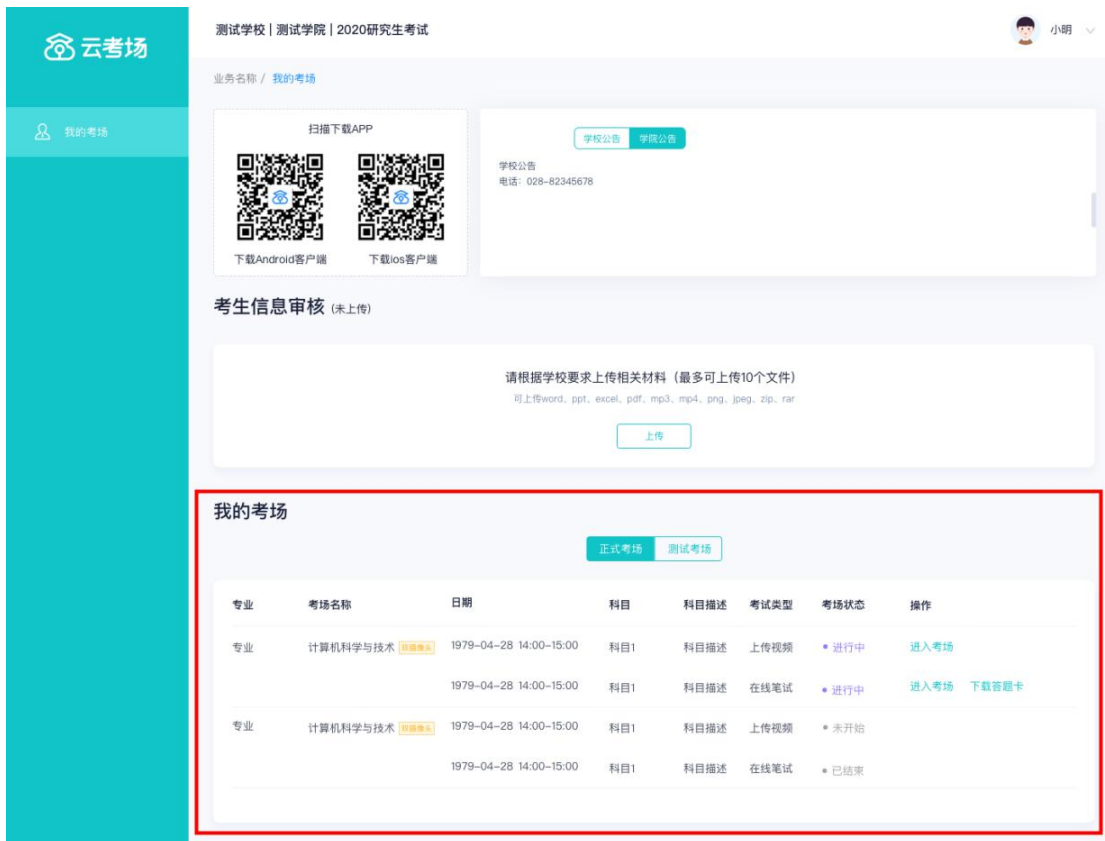 云考场
测试学校 | 测试学院 | 2020研究生考试
小明
业务名称 / 我的考场
我的考场
扫描下载APP
下载Android客户端 下载ios客户端
学校公告 学院公告
学校公告
电话：028-82345678
考生信息审核 (未上传)
请根据学校要求上传相关材料（最多可上传10个文件）
可上传word、ppt、excel、pdf、mp3、mp4、png、jpeg、zip、rar
上传
我的考场
正式考场 测试考场
专业 考场名称 日期 科目 科目描述 考试类型 考场状态 操作
专业 计算机科学与技术 双摄像头 1979-04-28 14:00-15:00 科目1 科目描述 上传视频 • 进行中 进入考场
1979-04-28 14:00-15:00 科目1 科目描述 在线笔试 • 进行中 进入考场 下载答题卡
专业 计算机科学与技术 双摄像头 1979-04-28 14:00-15:00 科目1 科目描述 上传视频 • 未开始
1979-04-28 14:00-15:00 科目1 科目描述 在线笔试 • 已结束